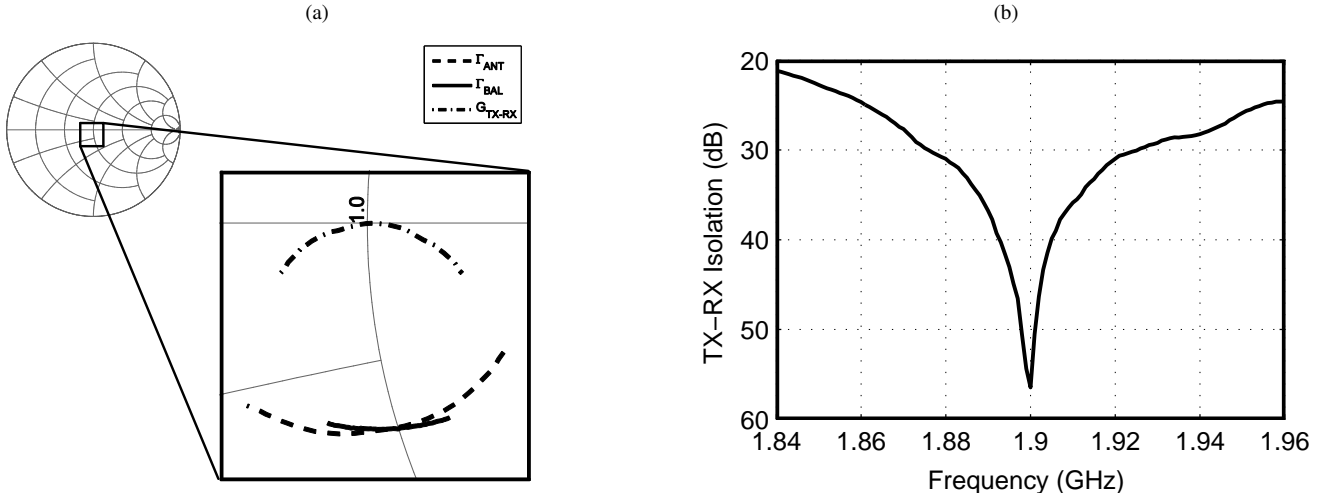 (a)
Γ_ANT
Γ_BAL
G_TX-RX
1.0
(b)
20
30
40
50
60
TX−RX Isolation (dB)
1.84 1.86 1.88 1.9 1.92 1.94 1.96
Frequency (GHz)